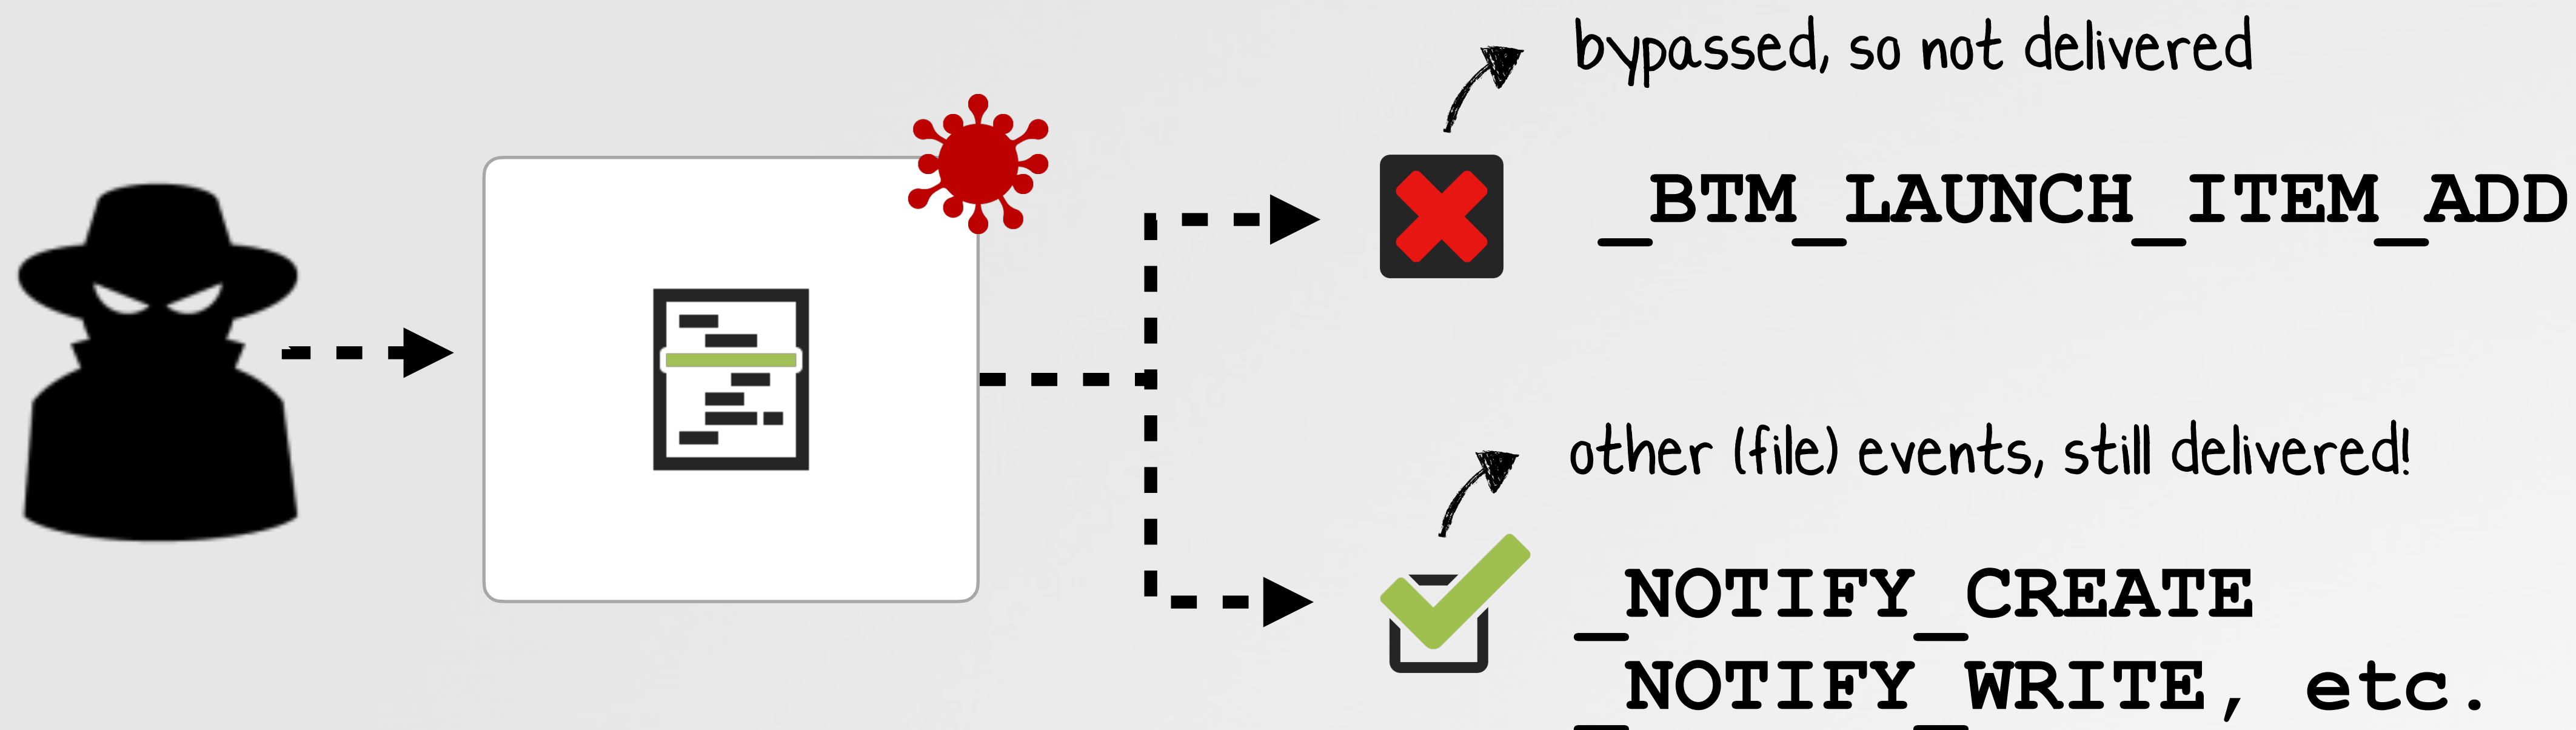 bypassed, so not delivered
_BTM_LAUNCH_ITEM_ADD
other (file) events, still delivered!
_NOTIFY_CREATE
_NOTIFY_WRITE, etc.